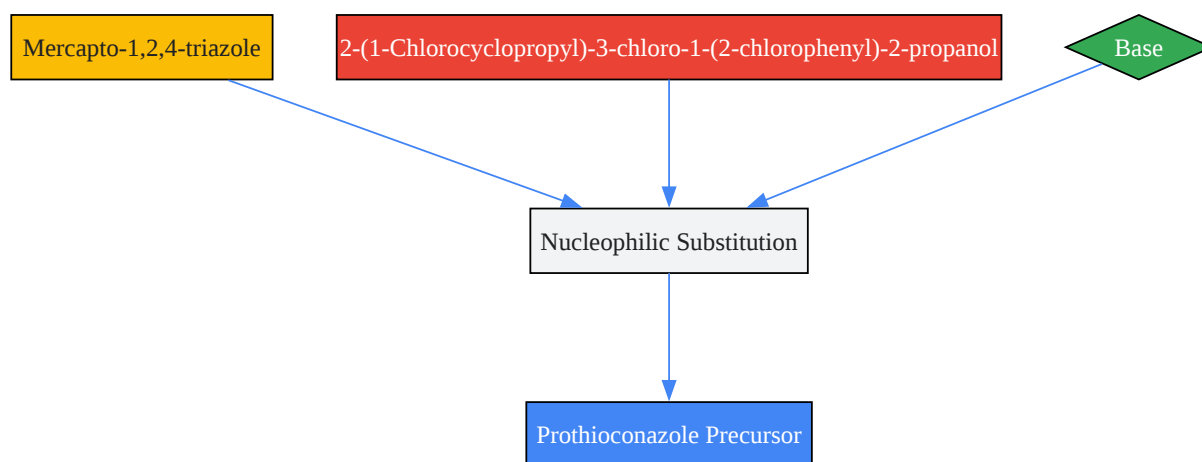 Mercapto-1,2,4-triazole
2-(1-Chlorocyclopropyl)-3-chloro-1-(2-chlorophenyl)-2-propanol
Base
Nucleophilic Substitution
Prothioconazole Precursor